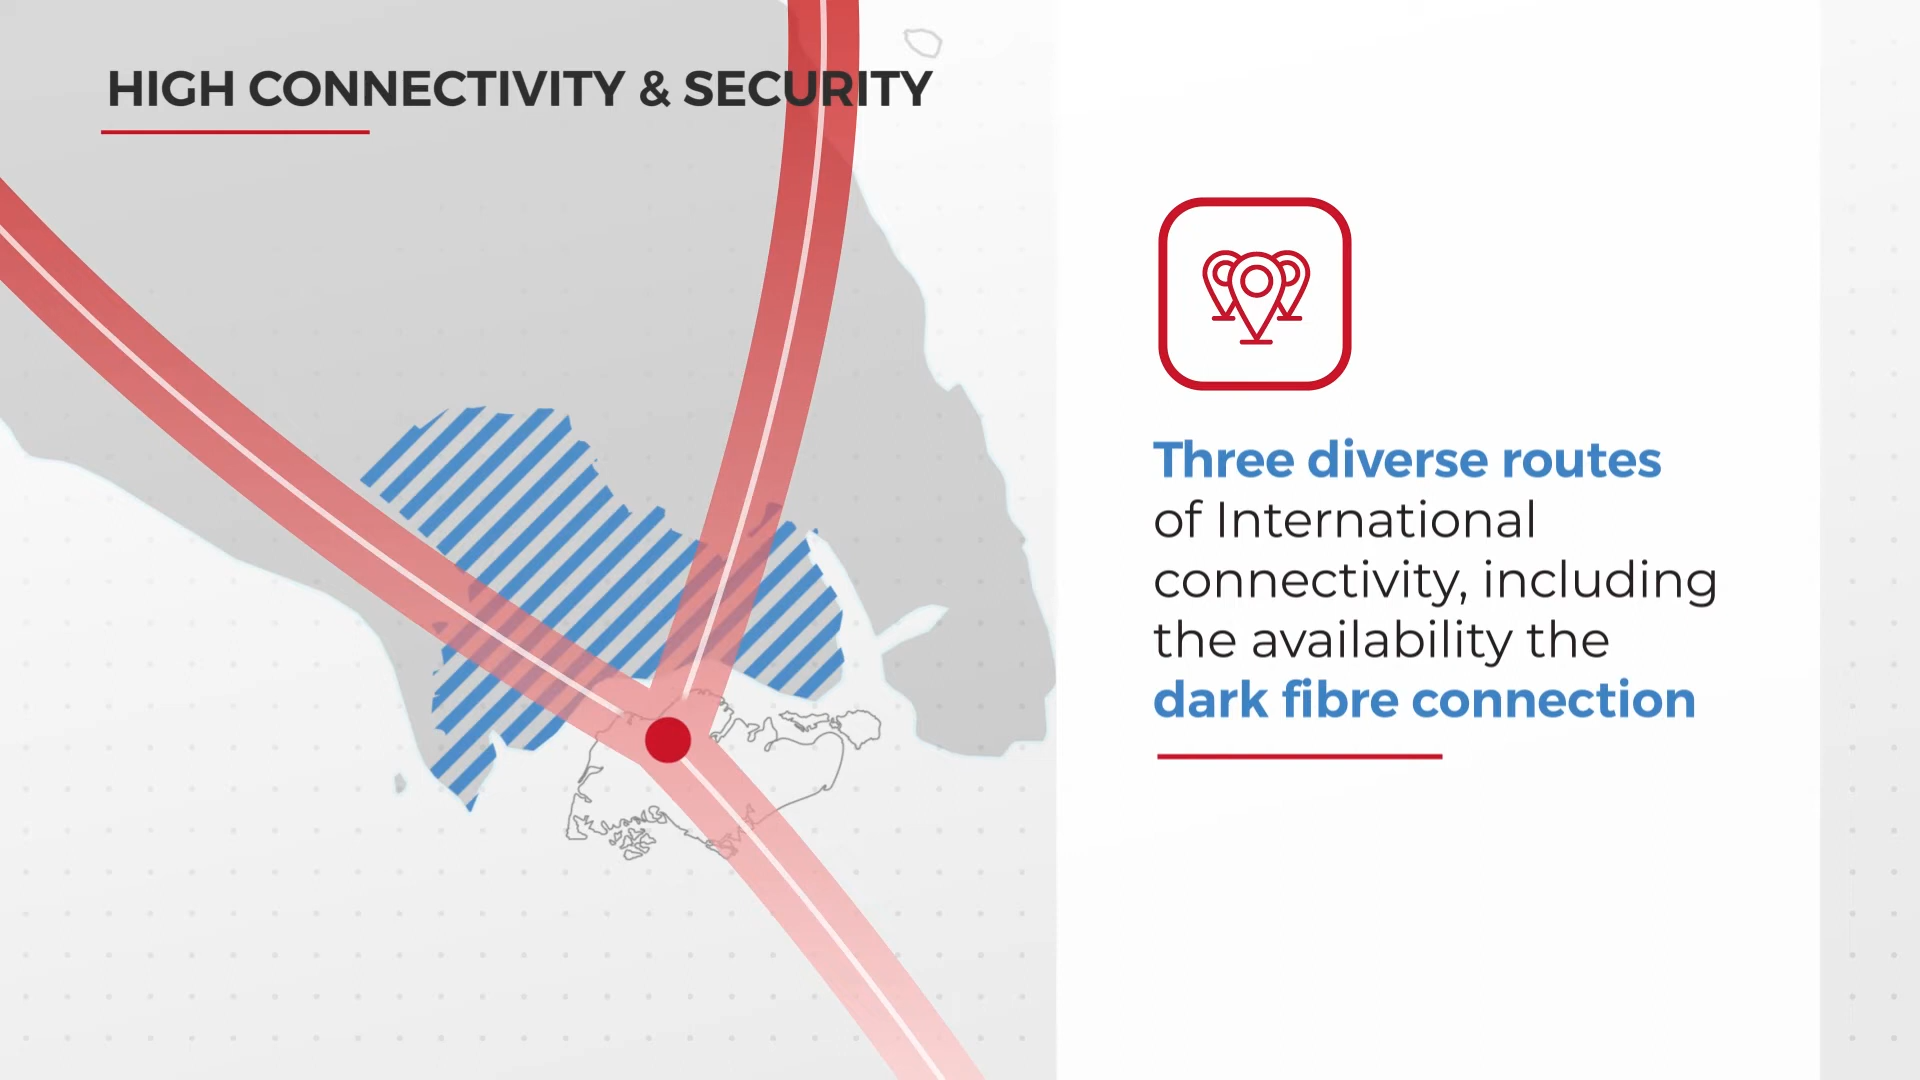 HIGH CONNECTIVITY & SECURITY
Three diverse routes
of International
connectivity, including
the availability the
dark fibre connection